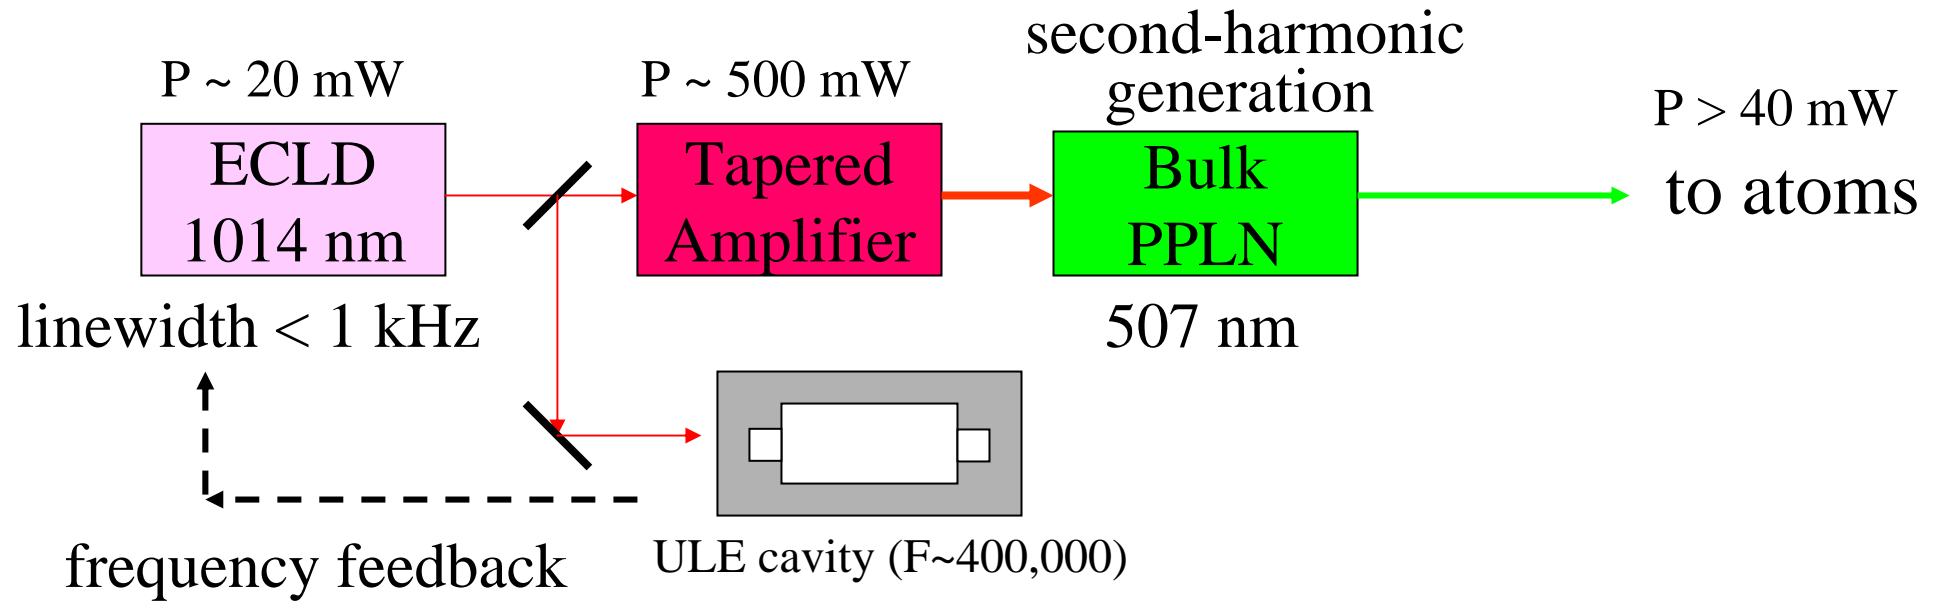 P ~ 20 mW
ECLD
1014 nm
linewidth < 1 kHz
P ~ 500 mW
Tapered
Amplifier
second-harmonic
generation
Bulk
PPLN
507 nm
P > 40 mW
to atoms
frequency feedback
ULE cavity (F~400,000)